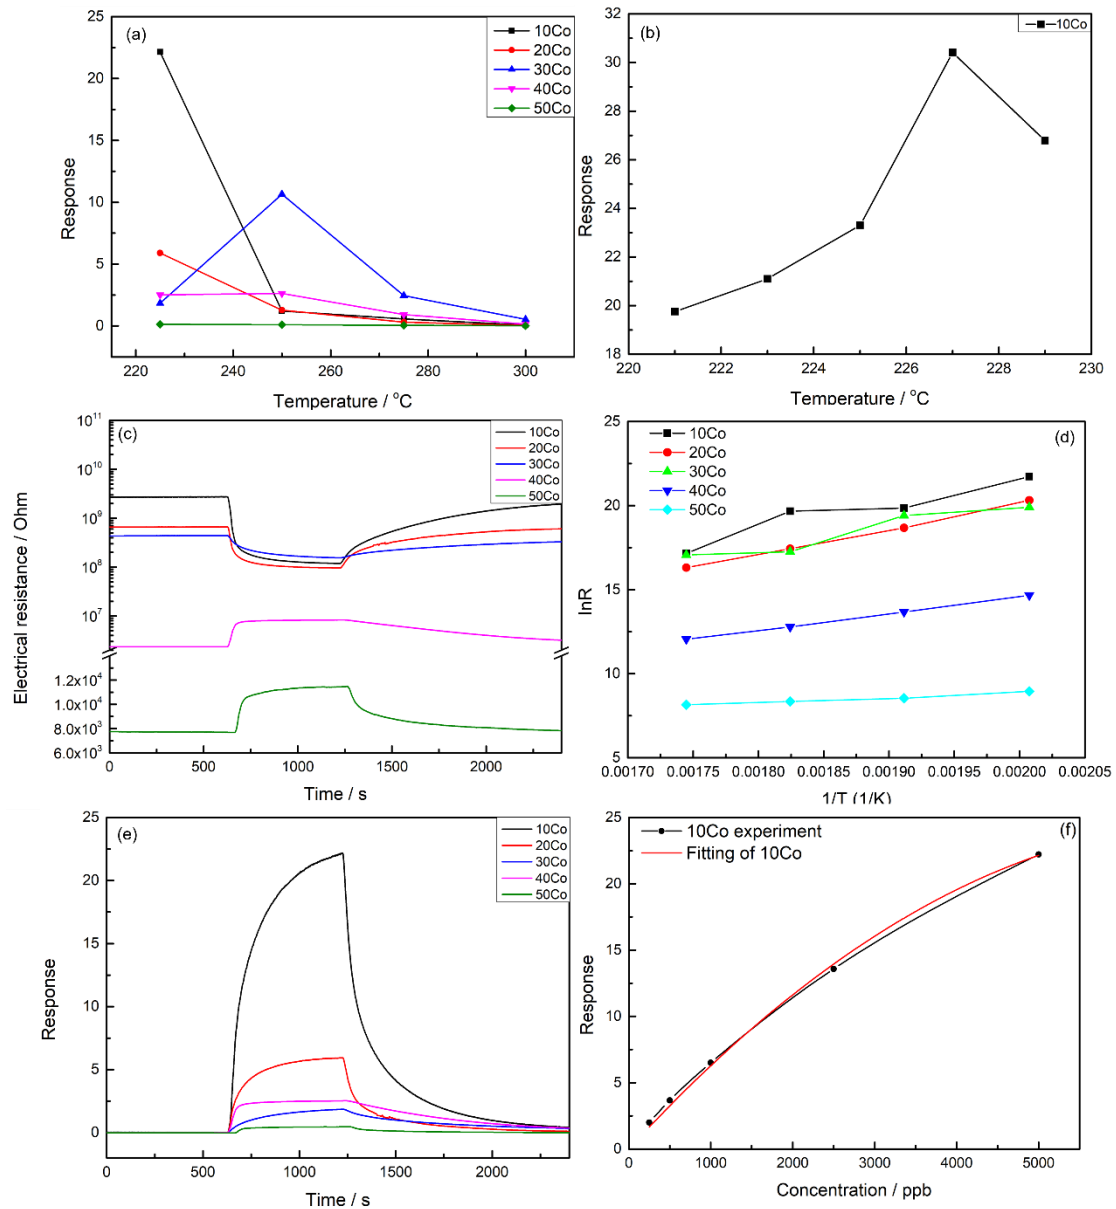 (a)
10Co
20Co
30Co
40Co
50Co
25
20
15
10
5
0
220 240 260 280 300
Response
Temperature / °C
(b)
10Co
34
32
30
28
26
24
22
20
18
220 222 224 226 228 230
Response
Temperature / °C
(c)
10Co
20Co
30Co
40Co
50Co
10¹¹
10¹⁰
10⁹
10⁸
10⁷
1.2x10⁴
1.0x10⁴
8.0x10³
6.0x10³
0 500 1000 1500 2000
Electrical resistance / Ohm
Time / s
(d)
10Co
20Co
30Co
40Co
50Co
25
20
15
10
5
0.00170 0.00175 0.00180 0.00185 0.00190 0.00195 0.00200 0.00205
lnR
1/T (1/K)
(e)
10Co
20Co
30Co
40Co
50Co
25
20
15
10
5
0
0 500 1000 1500 2000
Response
Time / s
(f)
10Co experiment
Fitting of 10Co
25
20
15
10
5
0
0 1000 2000 3000 4000 5000
Response
Concentration / ppb